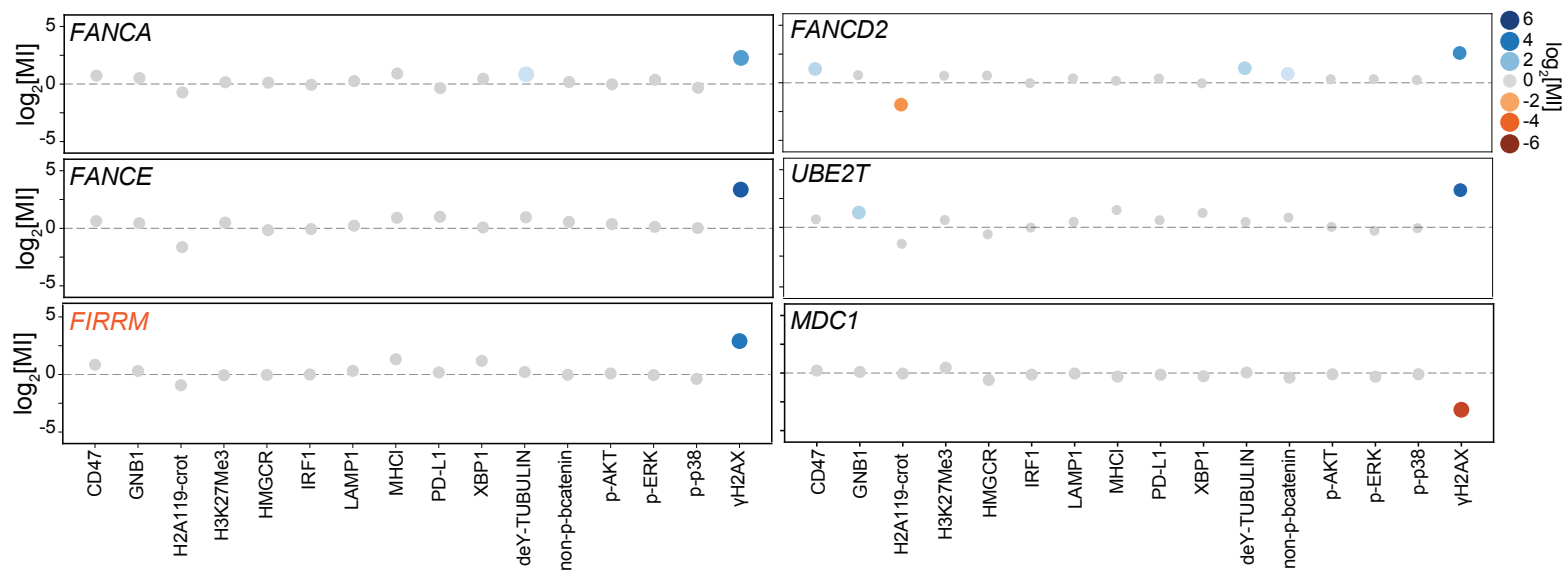 FANCA
log2[MI]
5
0
-5
FANCD2
6
4
2
0
-2
-4
-6
log2[MI]
FANCE
log2[MI]
5
0
-5
UBE2T
FIRRM
log2[MI]
5
0
-5
MDC1
CD47
GNB1
H2A119-crot
H3K27Me3
HMGCR
IRF1
LAMP1
MHCI
PD-L1
XBP1
deY-TUBULIN
non-p-bcatenin
p-AKT
p-ERK
p-p38
γH2AX
CD47
GNB1
H2A119-crot
H3K27Me3
HMGCR
IRF1
LAMP1
MHCI
PD-L1
XBP1
deY-TUBULIN
non-p-bcatenin
p-AKT
p-ERK
p-p38
γH2AX